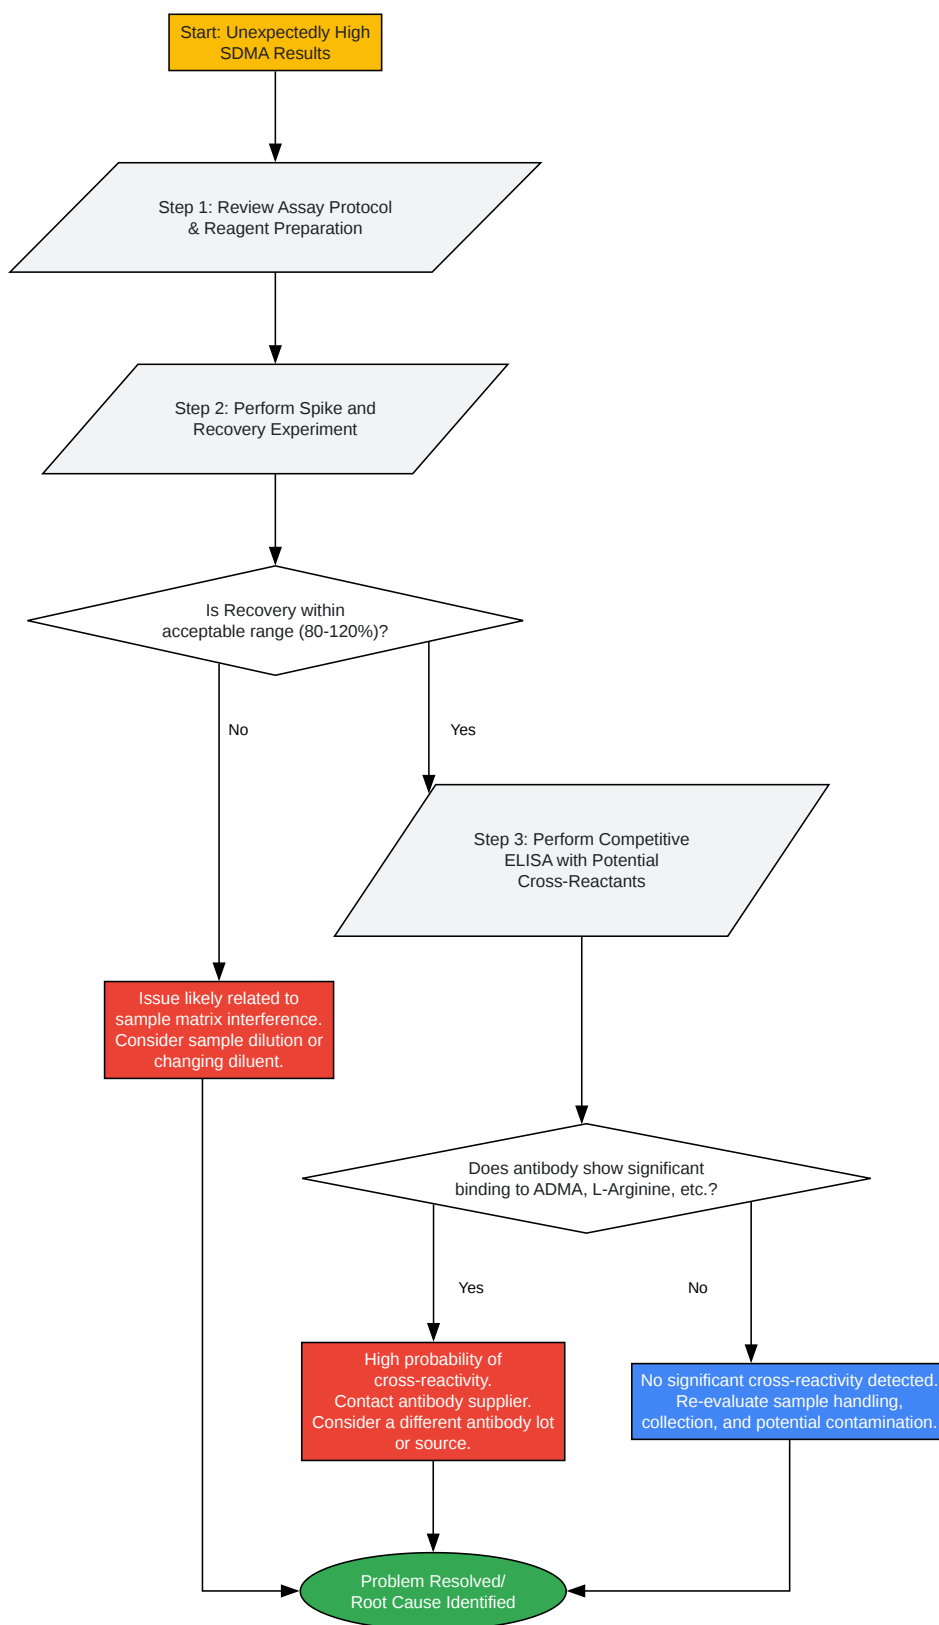 Start: Unexpectedly High
SDMA Results
Step 1: Review Assay Protocol
& Reagent Preparation
Step 2: Perform Spike and
Recovery Experiment
Is Recovery within
acceptable range (80-120%)?
No
Yes
Step 3: Perform Competitive
ELISA with Potential
Cross-Reactants
Issue likely related to
sample matrix interference.
Consider sample dilution or
changing diluent.
Does antibody show significant
binding to ADMA, L-Arginine, etc.?
Yes
No
High probability of
cross-reactivity.
Contact antibody supplier.
Consider a different antibody lot
or source.
No significant cross-reactivity detected.
Re-evaluate sample handling,
collection, and potential contamination.
Problem Resolved/
Root Cause Identified